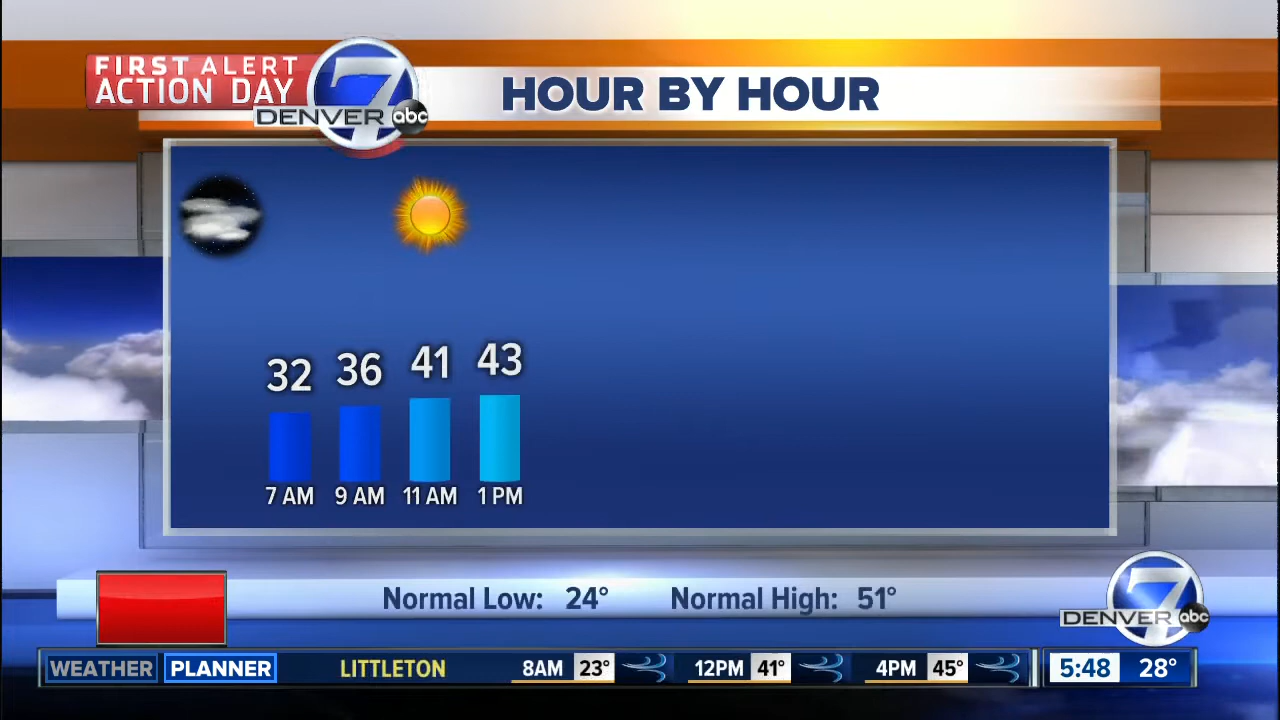 FIRST ALERT
ACTION DAY
7
DENVER abc
HOUR BY HOUR
32 36 41 43
7 AM 9 AM 11 AM 1 PM
Normal Low: 24° Normal High: 51°
7
DENVER abc
WEATHER PLANNER LITTLETON 8AM 23° 12PM 41° 4PM 45° 5:48 28°